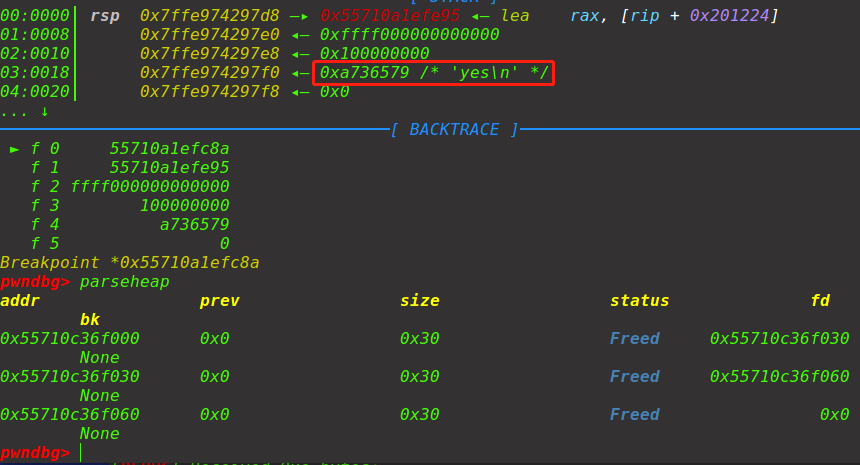 [ STACK ]
00:0000│ rsp 0x7ffe974297d8 —▸ 0x55710a1efe95 ◂— lea rax, [rip + 0x201224]
01:0008│ 0x7ffe974297e0 ◂— 0xffff000000000000
02:0010│ 0x7ffe974297e8 ◂— 0x100000000
03:0018│ 0x7ffe974297f0 ◂— 0xa736579 /* 'yes\n' */
04:0020│ 0x7ffe974297f8 ◂— 0x0
... ↓
[ BACKTRACE ]
► f 0 55710a1efc8a
f 1 55710a1efe95
f 2 ffff000000000000
f 3 100000000
f 4 a736579
f 5 0
Breakpoint *0x55710a1efc8a
pwndbg> parseheap
addr prev size status fd
bk
0x55710c36f000 0x0 0x30 Freed 0x55710c36f030
None
0x55710c36f030 0x0 0x30 Freed 0x55710c36f060
None
0x55710c36f060 0x0 0x30 Freed 0x0
None
pwndbg>